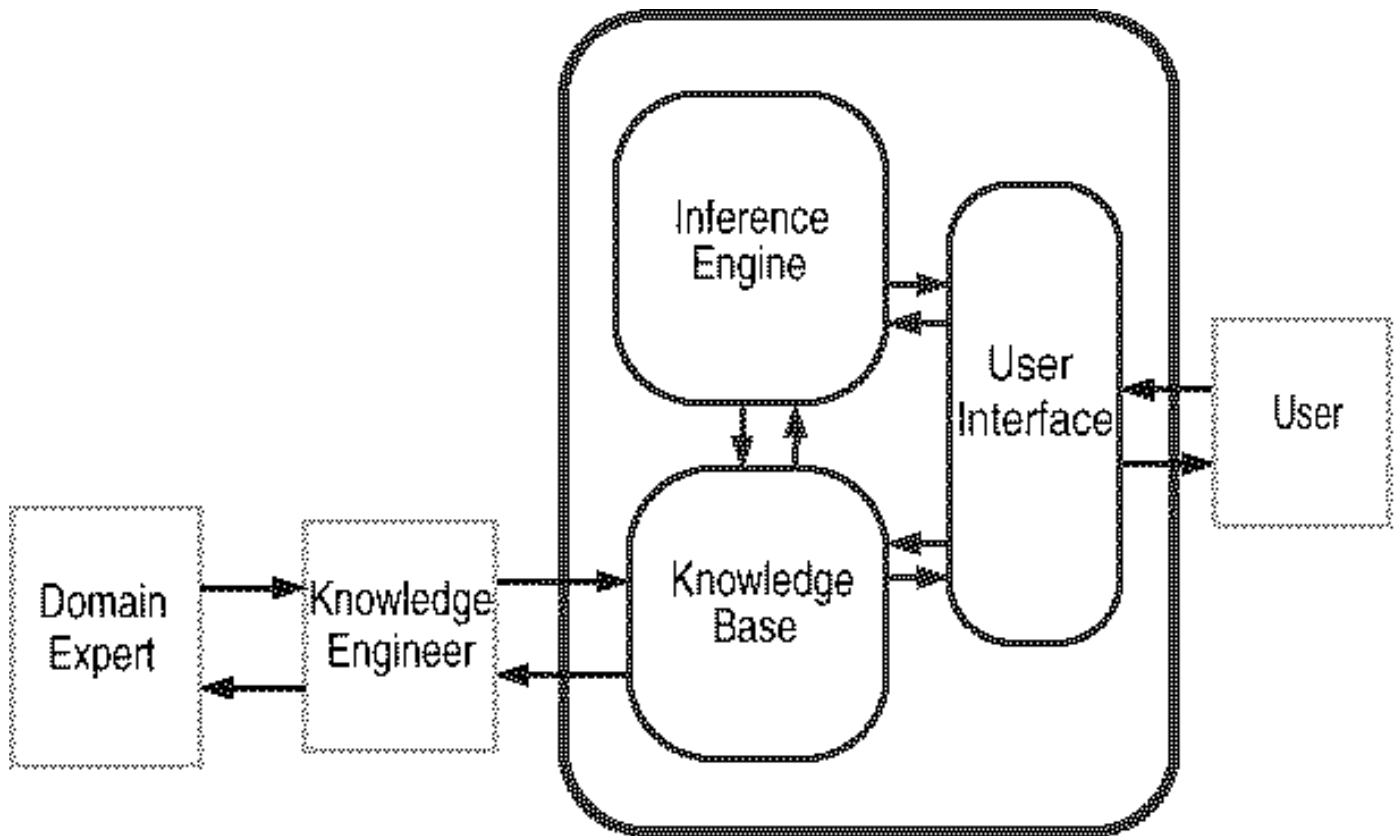 Inference
Engine
User
Interface
User
Knowledge
Base
Domain
Expert
Knowledge
Engineer